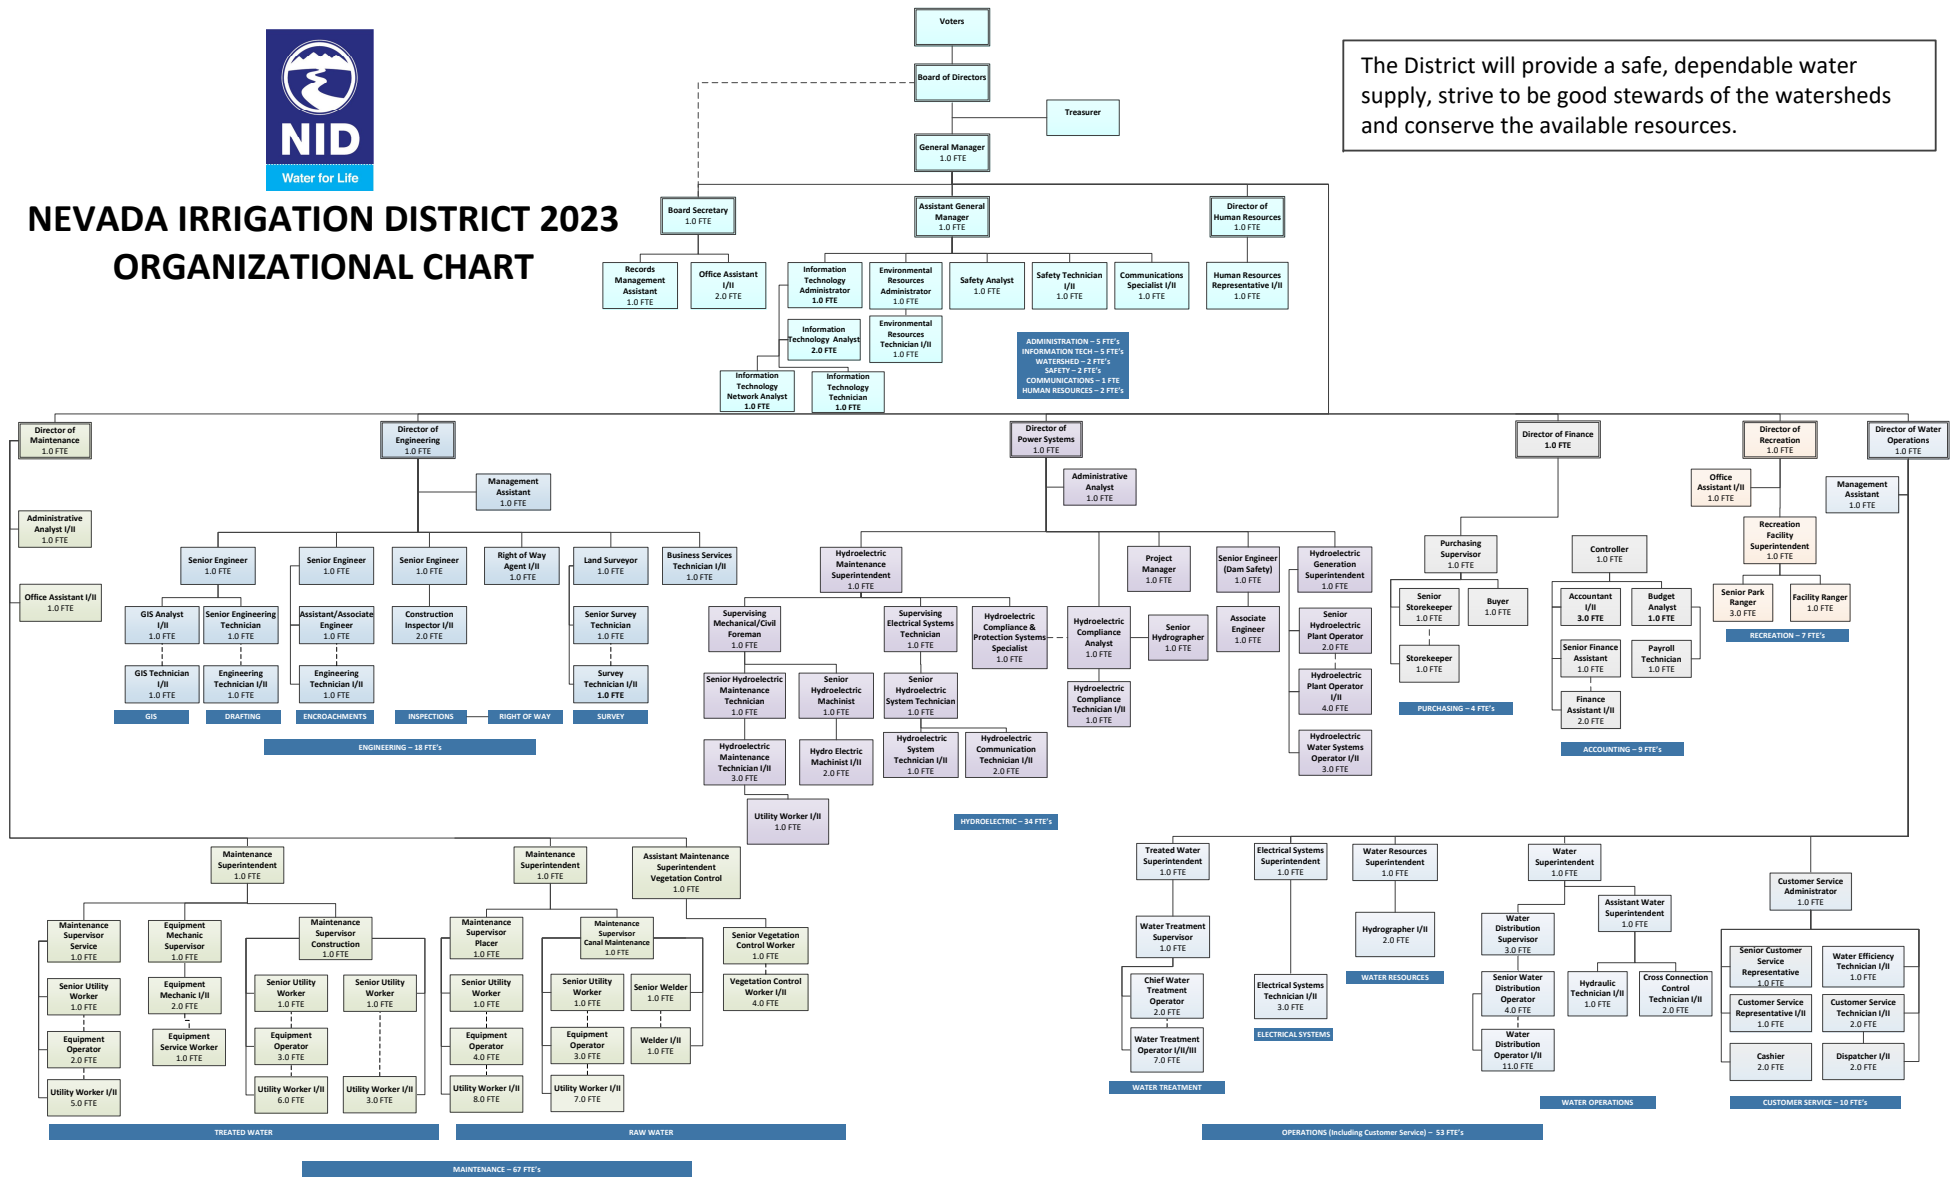 Voters
Board of Directors
Treasurer
General Manager
1.0 FTE
The District will provide a safe, dependable water
supply, strive to be good stewards of the watersheds
and conserve the available resources.
NID
Water for Life
NEVADA IRRIGATION DISTRICT 2023
ORGANIZATIONAL CHART
Board Secretary
1.0 FTE
Assistant General
Manager
1.0 FTE
Director of
Human Resources
1.0 FTE
Records
Management
Assistant
1.0 FTE
Office Assistant
I/II
2.0 FTE
Information
Technology
Administrator
1.0 FTE
Environmental
Resources
Administrator
1.0 FTE
Safety Analyst
1.0 FTE
Safety Technician
I/II
1.0 FTE
Communications
Specialist I/II
1.0 FTE
Human Resources
Representative I/II
1.0 FTE
Information
Technology Analyst
2.0 FTE
Environmental
Resources
Technician I/II
1.0 FTE
Information
Technology
Network Analyst
1.0 FTE
Information
Technology
Technician
1.0 FTE
ADMINISTRATION – 5 FTE's
INFORMATION TECH – 5 FTE's
WATERSHED – 2 FTE's
SAFETY – 2 FTE's
COMMUNICATIONS – 1 FTE
HUMAN RESOURCES – 2 FTE's
Director of
Maintenance
1.0 FTE
Director of
Engineering
1.0 FTE
Director of
Power Systems
1.0 FTE
Director of Finance
1.0 FTE
Director of
Recreation
1.0 FTE
Director of Water
Operations
1.0 FTE
Administrative
Analyst I/II
1.0 FTE
Office Assistant I/II
1.0 FTE
Management
Assistant
1.0 FTE
Senior Engineer
1.0 FTE
Senior Engineer
1.0 FTE
Senior Engineer
1.0 FTE
Right of Way
Agent I/II
1.0 FTE
Land Surveyor
1.0 FTE
Business Services
Technician I/II
1.0 FTE
GIS Analyst
I/II
1.0 FTE
Senior Engineering
Technician
1.0 FTE
Assistant/Associate
Engineer
1.0 FTE
Construction
Inspector I/II
2.0 FTE
Senior Survey
Technician
1.0 FTE
GIS Technician
I/II
1.0 FTE
Engineering
Technician I/II
1.0 FTE
Engineering
Technician I/II
1.0 FTE
Survey
Technician I/II
1.0 FTE
GIS
DRAFTING
ENCROACHMENTS
INSPECTIONS
RIGHT OF WAY
SURVEY
ENGINEERING – 18 FTE's
Administrative
Analyst
1.0 FTE
Hydroelectric
Maintenance
Superintendent
1.0 FTE
Project
Manager
1.0 FTE
Senior Engineer
(Dam Safety)
1.0 FTE
Hydroelectric
Generation
Superintendent
1.0 FTE
Supervising
Mechanical/Civil
Foreman
1.0 FTE
Supervising
Electrical Systems
Technician
1.0 FTE
Hydroelectric
Compliance &
Protection Systems
Specialist
1.0 FTE
Hydroelectric
Compliance
Analyst
1.0 FTE
Senior
Hydrographer
1.0 FTE
Associate
Engineer
1.0 FTE
Senior
Hydroelectric
Plant Operator
2.0 FTE
Senior Hydroelectric
Maintenance
Technician
1.0 FTE
Senior
Hydroelectric
Machinist
1.0 FTE
Senior
Hydroelectric
System Technician
1.0 FTE
Hydroelectric
Compliance
Technician I/II
1.0 FTE
Hydroelectric
Plant Operator
I/II
4.0 FTE
Hydroelectric
Maintenance
Technician I/II
3.0 FTE
Hydro Electric
Machinist I/II
2.0 FTE
Hydroelectric
System
Technician I/II
1.0 FTE
Hydroelectric
Communication
Technician I/II
2.0 FTE
Hydroelectric
Water Systems
Operator I/II
3.0 FTE
Utility Worker I/II
1.0 FTE
HYDROELECTRIC – 34 FTE's
Purchasing
Supervisor
1.0 FTE
Controller
1.0 FTE
Senior
Storekeeper
1.0 FTE
Buyer
1.0 FTE
Accountant
I/II
3.0 FTE
Budget
Analyst
1.0 FTE
Storekeeper
1.0 FTE
Senior Finance
Assistant
1.0 FTE
Payroll
Technician
1.0 FTE
Finance
Assistant I/II
2.0 FTE
PURCHASING – 4 FTE's
ACCOUNTING – 9 FTE's
Office
Assistant I/II
1.0 FTE
Recreation
Facility
Superintendent
1.0 FTE
Senior Park
Ranger
3.0 FTE
Facility Ranger
1.0 FTE
RECREATION – 7 FTE's
Management
Assistant
1.0 FTE
Maintenance
Superintendent
1.0 FTE
Maintenance
Superintendent
1.0 FTE
Assistant Maintenance
Superintendent
Vegetation Control
1.0 FTE
Maintenance
Supervisor
Service
1.0 FTE
Equipment
Mechanic
Supervisor
1.0 FTE
Maintenance
Supervisor
Construction
1.0 FTE
Maintenance
Supervisor
Placer
1.0 FTE
Maintenance
Supervisor
Canal Maintenance
1.0 FTE
Senior Vegetation
Control Worker
1.0 FTE
Senior Utility
Worker
1.0 FTE
Equipment
Mechanic I/II
2.0 FTE
Senior Utility
Worker
1.0 FTE
Senior Utility
Worker
1.0 FTE
Senior Utility
Worker
1.0 FTE
Senior Utility
Worker
1.0 FTE
Senior Welder
1.0 FTE
Vegetation Control
Worker I/II
4.0 FTE
Equipment
Operator
2.0 FTE
Equipment
Service Worker
1.0 FTE
Equipment
Operator
3.0 FTE
Equipment
Operator
4.0 FTE
Equipment
Operator
3.0 FTE
Welder I/II
1.0 FTE
Utility Worker I/II
5.0 FTE
Utility Worker I/II
6.0 FTE
Utility Worker I/II
3.0 FTE
Utility Worker I/II
8.0 FTE
Utility Worker I/II
7.0 FTE
TREATED WATER
RAW WATER
MAINTENANCE – 67 FTE's
Treated Water
Superintendent
1.0 FTE
Electrical Systems
Superintendent
1.0 FTE
Water Resources
Superintendent
1.0 FTE
Water
Superintendent
1.0 FTE
Customer Service
Administrator
1.0 FTE
Water Treatment
Supervisor
1.0 FTE
Hydrographer I/II
2.0 FTE
Water
Distribution
Supervisor
3.0 FTE
Assistant Water
Superintendent
1.0 FTE
Chief Water
Treatment
Operator
2.0 FTE
Electrical Systems
Technician I/II
3.0 FTE
WATER RESOURCES
Senior Water
Distribution
Operator
4.0 FTE
Hydraulic
Technician I/II
1.0 FTE
Cross Connection
Control
Technician I/II
2.0 FTE
Senior Customer
Service
Representative
1.0 FTE
Water Efficiency
Technician I/II
1.0 FTE
Customer Service
Representative I/II
1.0 FTE
Customer Service
Technician I/II
2.0 FTE
Water Treatment
Operator I/II/III
7.0 FTE
ELECTRICAL SYSTEMS
Water
Distribution
Operator I/II
11.0 FTE
Cashier
2.0 FTE
Dispatcher I/II
2.0 FTE
WATER TREATMENT
WATER OPERATIONS
CUSTOMER SERVICE – 10 FTE's
OPERATIONS (Including Customer Service) – 53 FTE's